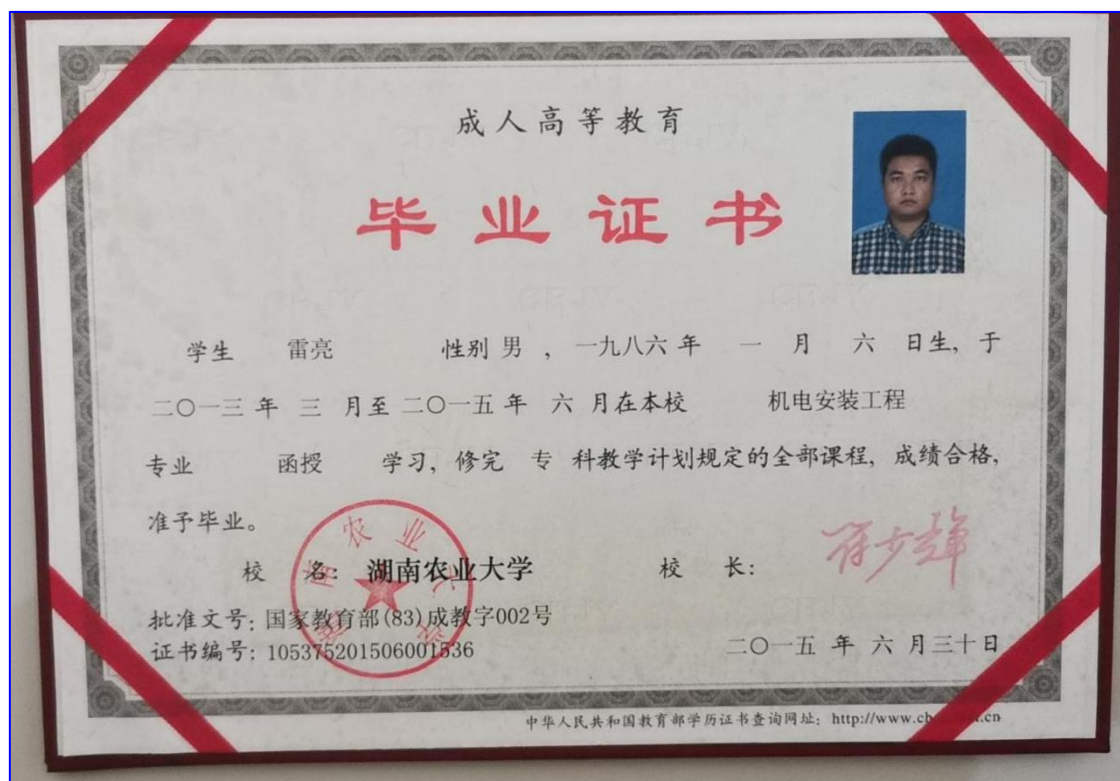 成人高等教育
毕业证书
学生 雷亮 性别 男 , 一九八六 年 一 月 六 日生, 于
二〇一三 年 三 月至 二〇一五 年 六 月在本校 机电安装工程
专业 函授 学习, 修完 专 科教学计划规定的全部课程, 成绩合格,
准予毕业。
校 名: 湖南农业大学 校 长:
批准文号: 国家教育部(83)成教字002号
证书编号: 105375201506001536
二〇一五 年 六 月三十日
中华人民共和国教育部学历证书查询网址: http://www.ch